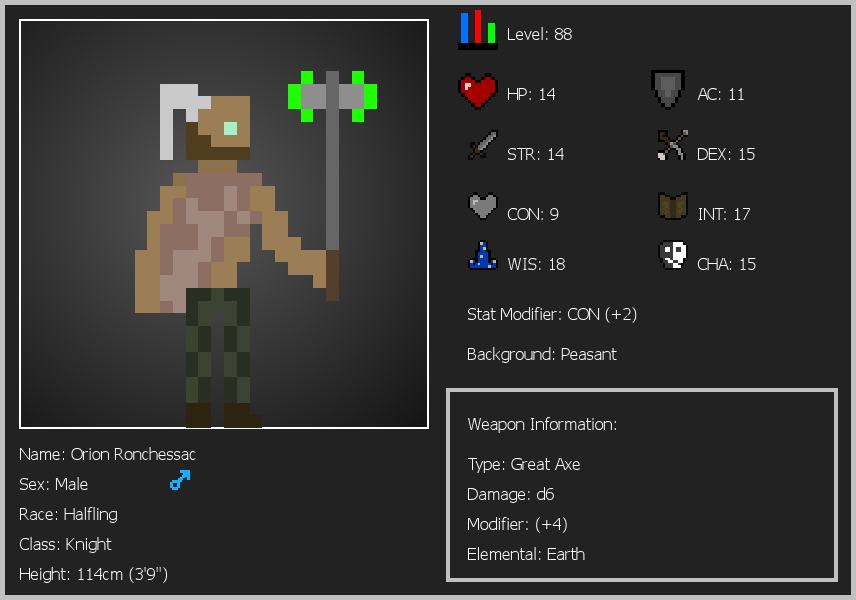 Level: 88
HP: 14
AC: 11
STR: 14
DEX: 15
CON: 9
INT: 17
WIS: 18
CHA: 15
Stat Modifier: CON (+2)
Background: Peasant
Weapon Information:
Type: Great Axe
Damage: d6
Modifier: (+4)
Elemental: Earth
Name: Orion Ronchessac
Sex: Male
Race: Halfling
Class: Knight
Height: 114cm (3'9")